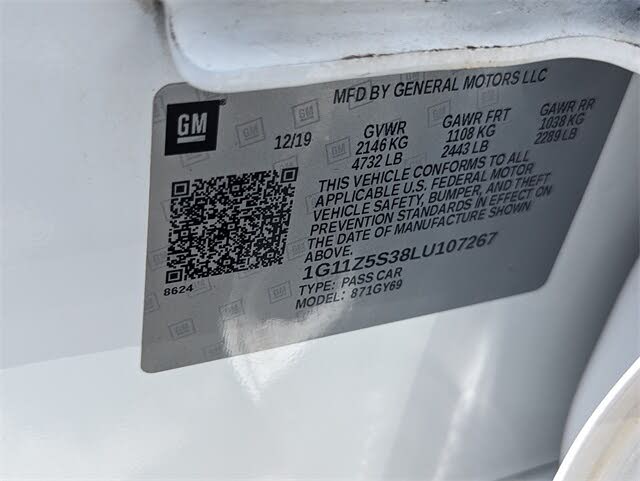 MFD BY GENERAL MOTORS LLC
GM
12/19
GVWR
2146 KG
4732 LB
GAWR FRT
1108 KG
2443 LB
GAWR RR
1038 KG
2289 LB
THIS VEHICLE CONFORMS TO ALL
APPLICABLE U.S. FEDERAL MOTOR
VEHICLE SAFETY, BUMPER, AND THEFT
PREVENTION STANDARDS IN EFFECT ON
THE DATE OF MANUFACTURE SHOWN
ABOVE.
1G11Z5S38LU107267
TYPE: PASS CAR
MODEL: 871GY69
8624